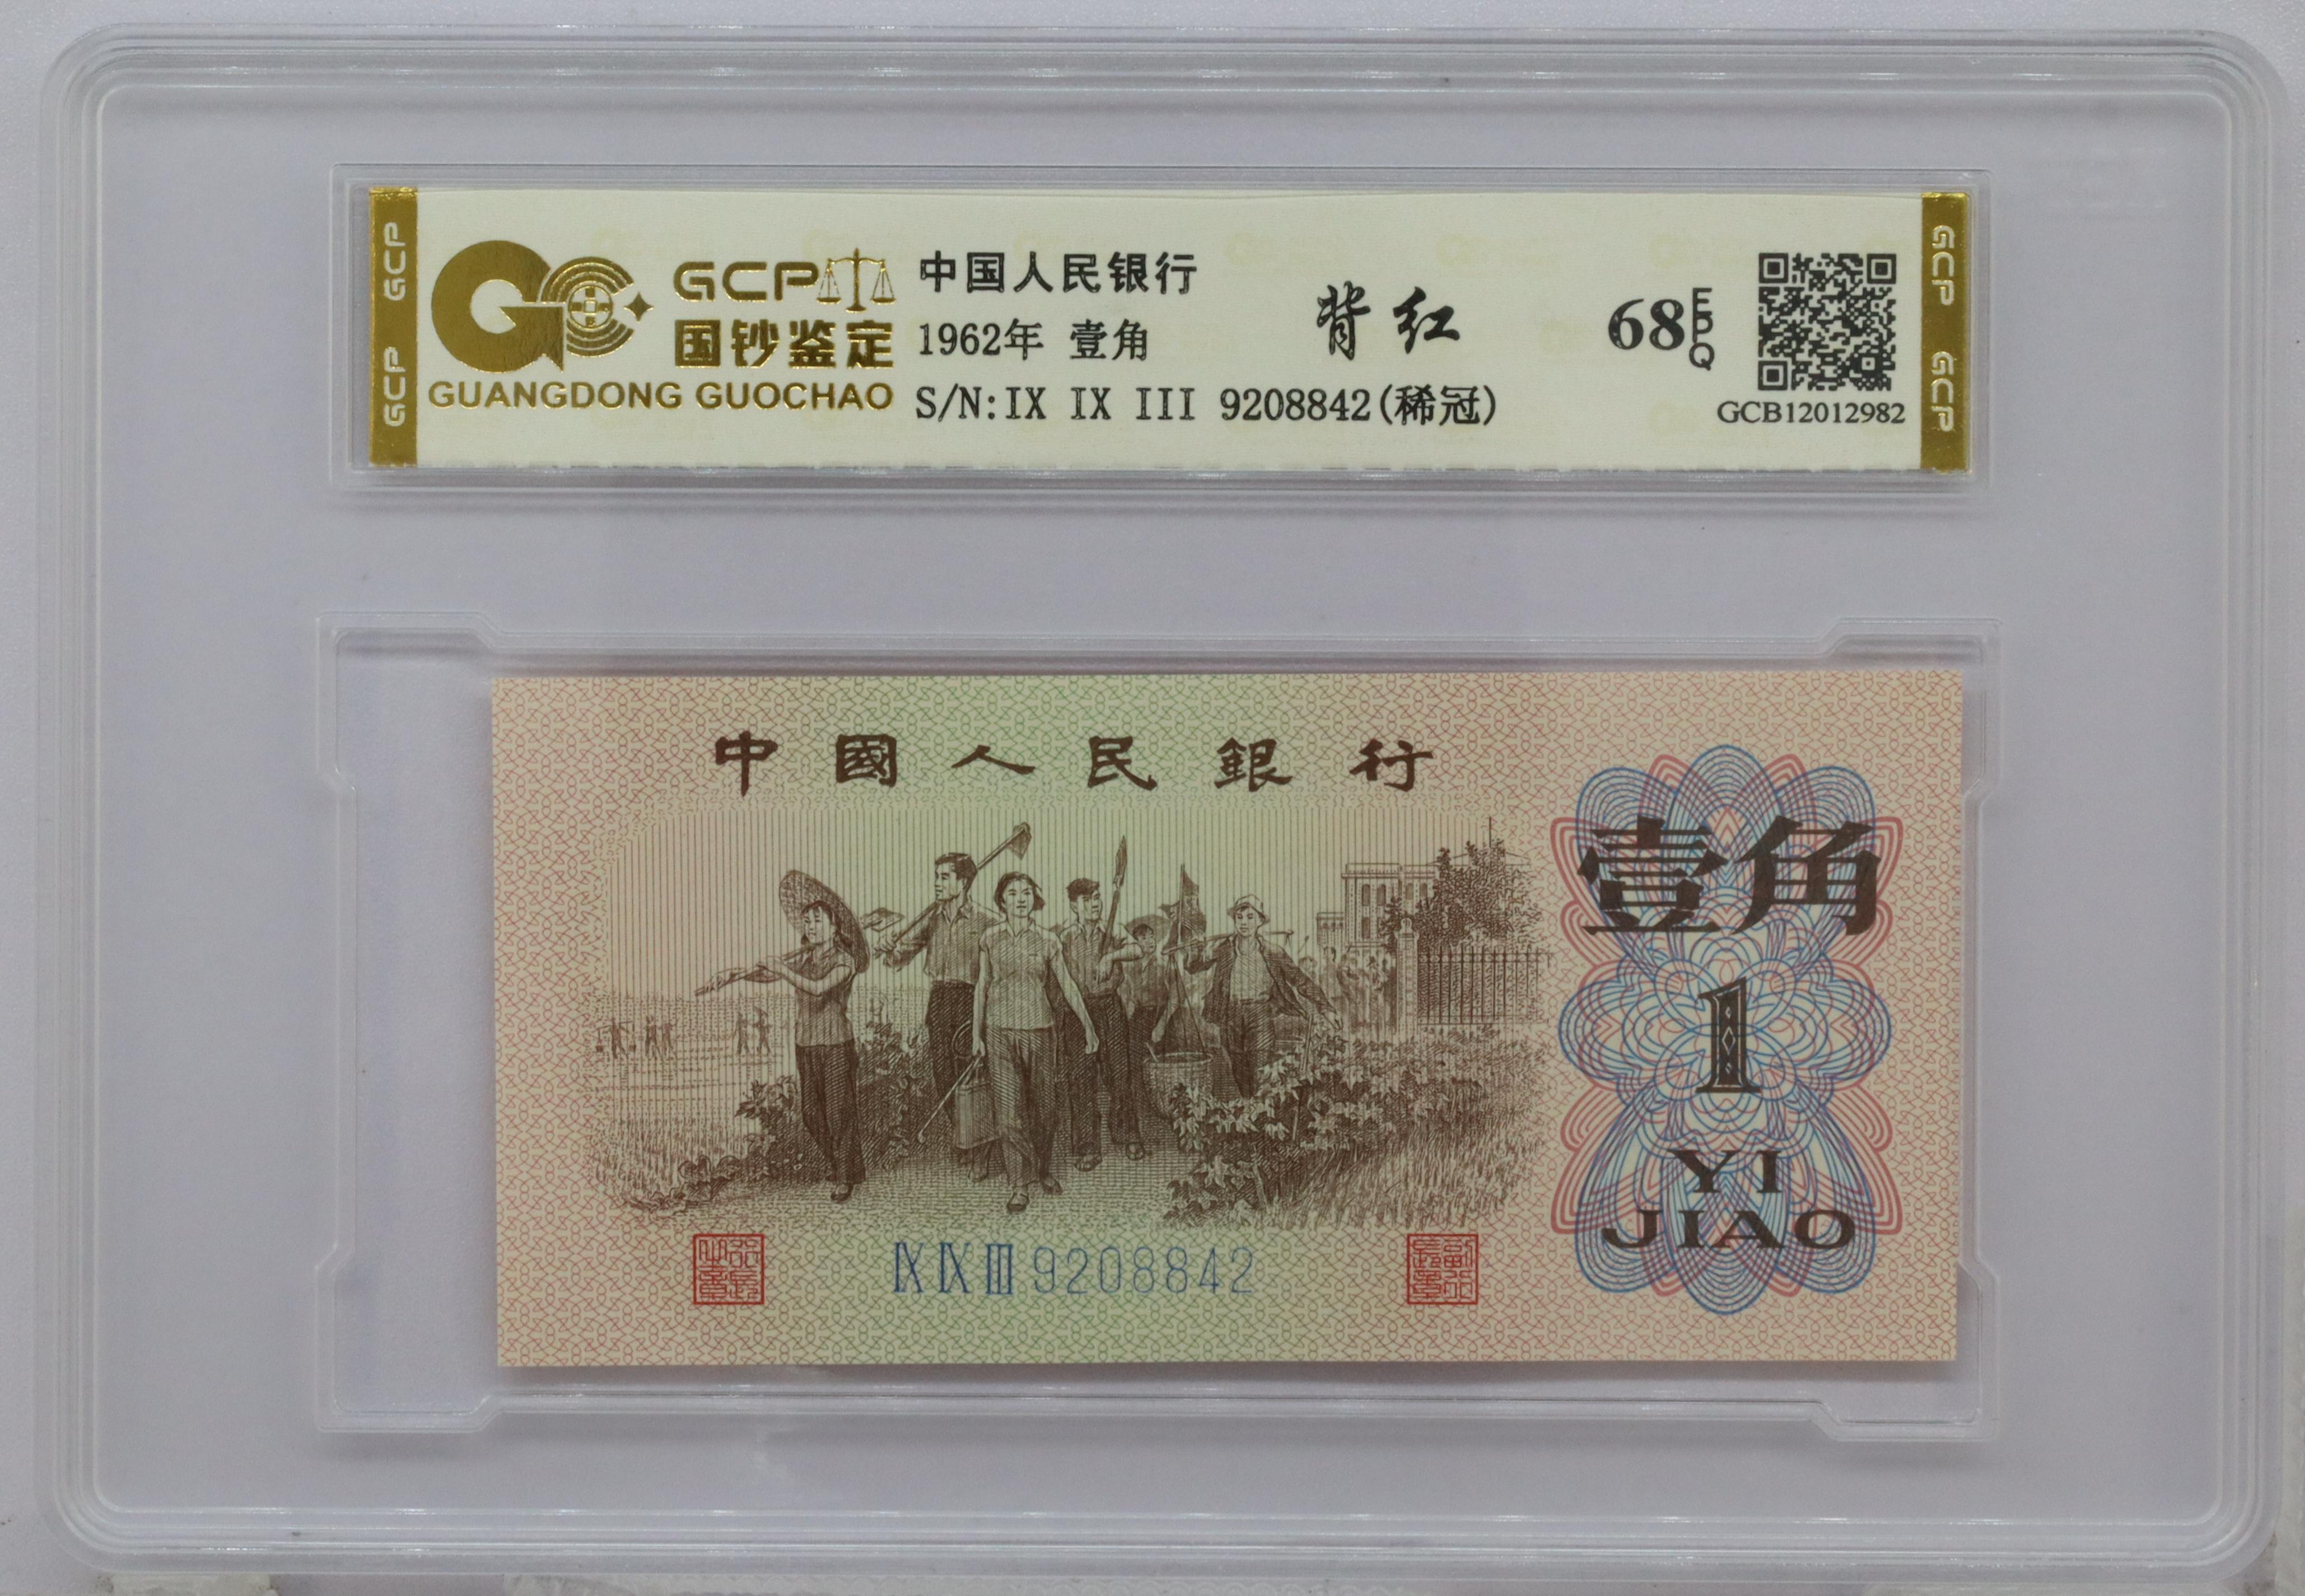 GCP GCP
GCP
国钞鉴定
GUANGDONG GUOCHAO
中国人民银行
1962年 壹角
S/N:IX IX III 9208842(稀冠)
背红
68 EPQ
GCB12012982
GCP GCP
中國人民銀行
壹角
1
YI
JIAO
IX IX III 9208842